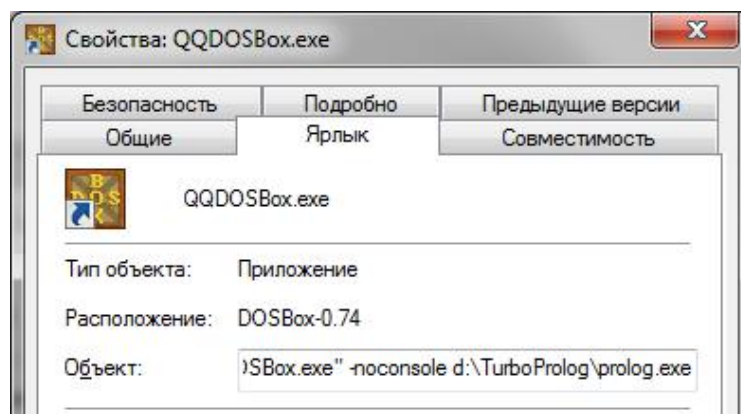 Свойства: QQDOSBox.exe
Безопасность Подробно Предыдущие версии
Общие Ярлык Совместимость
QQDOSBox.exe
Тип объекта: Приложение
Расположение: DOSBox-0.74
Объект: OSBox.exe" -noconsole d:\TurboProlog\prolog.exe